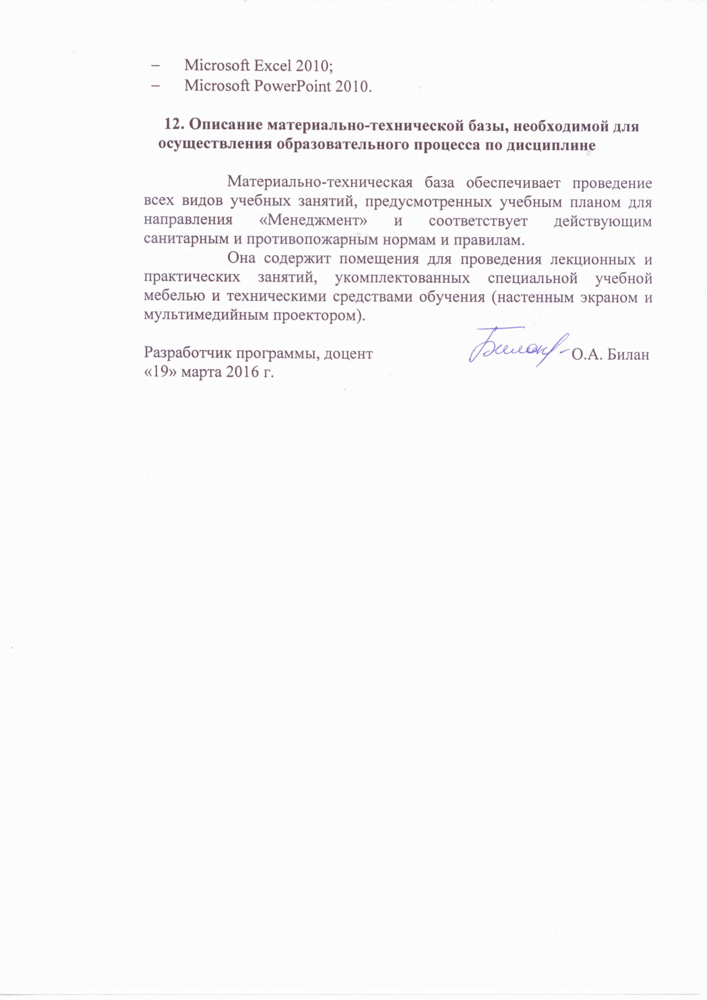 – Microsoft Excel 2010;
– Microsoft PowerPoint 2010.
12. Описание материально-технической базы, необходимой для
осуществления образовательного процесса по дисциплине
Материально-техническая база обеспечивает проведение
всех видов учебных занятий, предусмотренных учебным планом для
направления «Менеджмент» и соответствует действующим
санитарным и противопожарным нормам и правилам.
Она содержит помещения для проведения лекционных и
практических занятий, укомплектованных специальной учебной
мебелью и техническими средствами обучения (настенным экраном и
мультимедийным проектором).
Разработчик программы, доцент Билан О.А. Билан
«19» марта 2016 г.